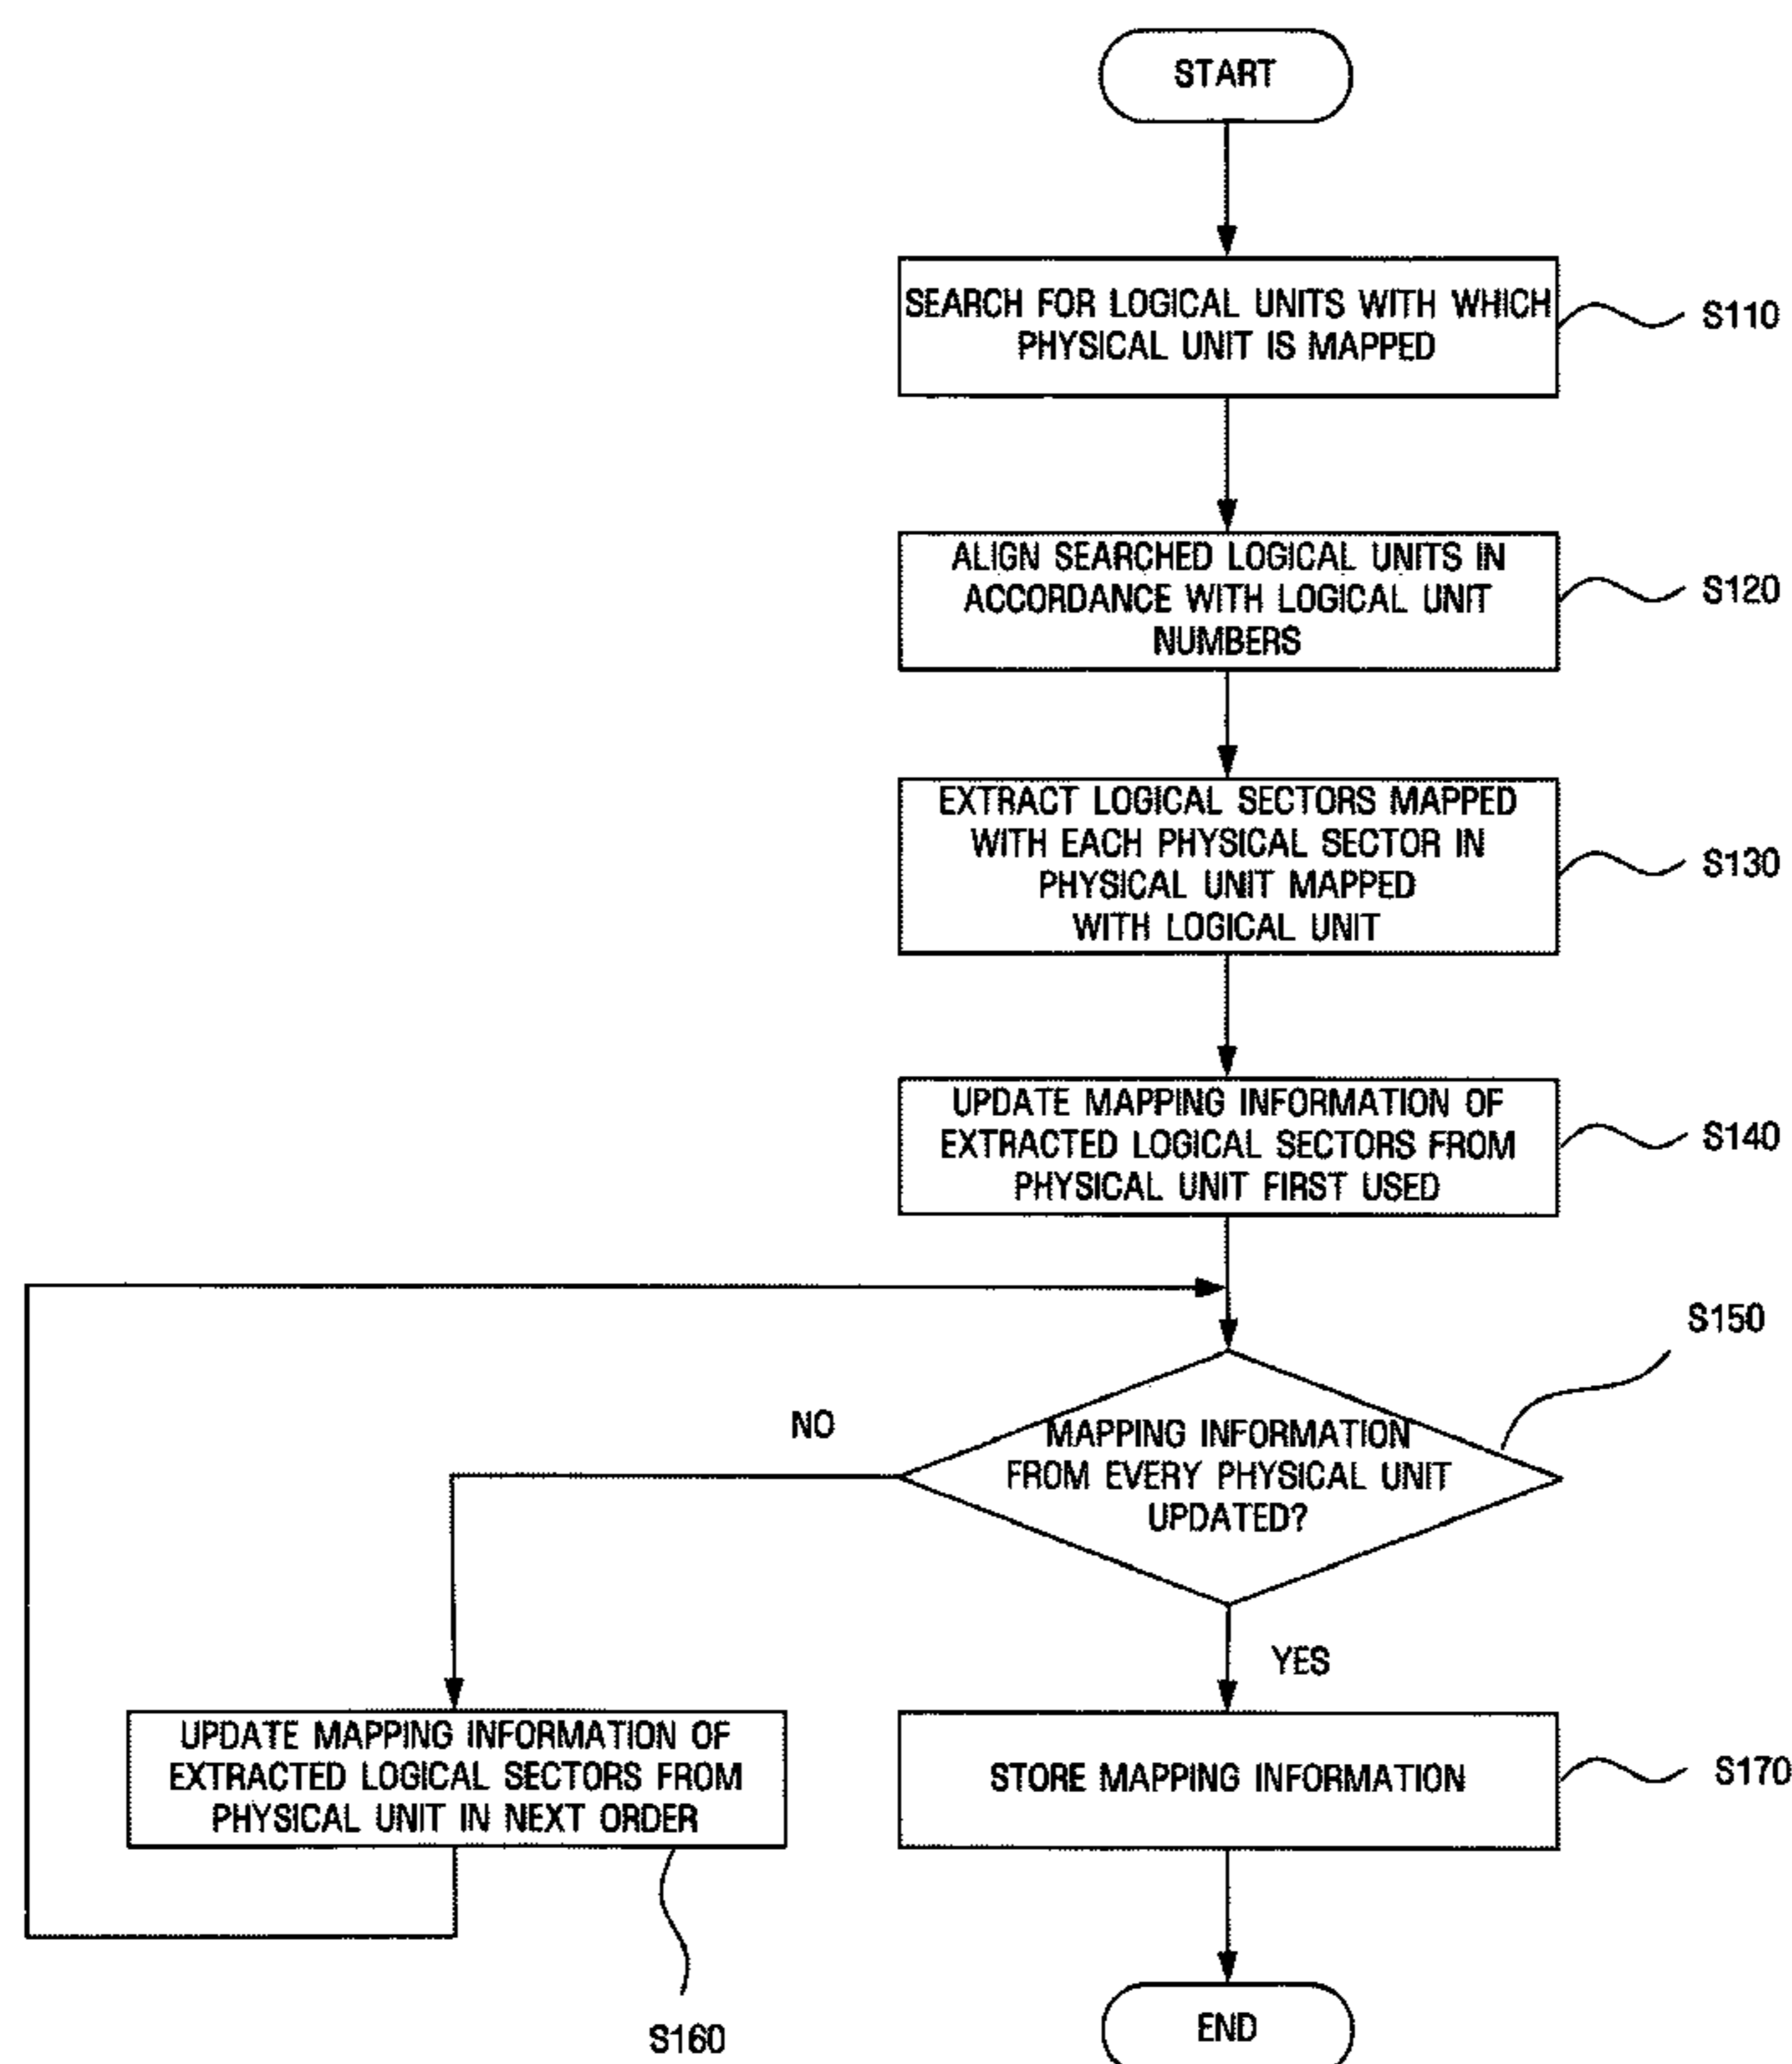 START
SEARCH FOR LOGICAL UNITS WITH WHICH
PHYSICAL UNIT IS MAPPED
S110
ALIGN SEARCHED LOGICAL UNITS IN
ACCORDANCE WITH LOGICAL UNIT
NUMBERS
S120
EXTRACT LOGICAL SECTORS MAPPED
WITH EACH PHYSICAL SECTOR IN
PHYSICAL UNIT MAPPED
WITH LOGICAL UNIT
S130
UPDATE MAPPING INFORMATION OF
EXTRACTED LOGICAL SECTORS FROM
PHYSICAL UNIT FIRST USED
S140
S150
NO
MAPPING INFORMATION
FROM EVERY PHYSICAL UNIT
UPDATED?
YES
UPDATE MAPPING INFORMATION OF
EXTRACTED LOGICAL SECTORS FROM
PHYSICAL UNIT IN NEXT ORDER
S160
STORE MAPPING INFORMATION
S170
END